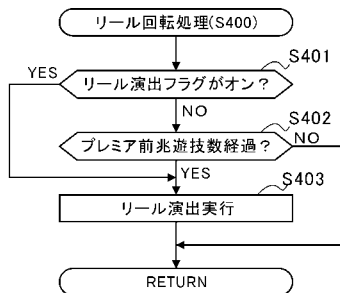 リール回転処理(S400)
S401
YES
リール演出フラグがオン?
NO
S402
プレミア前兆遊技数経過?
NO
YES
S403
リール演出実行
RETURN